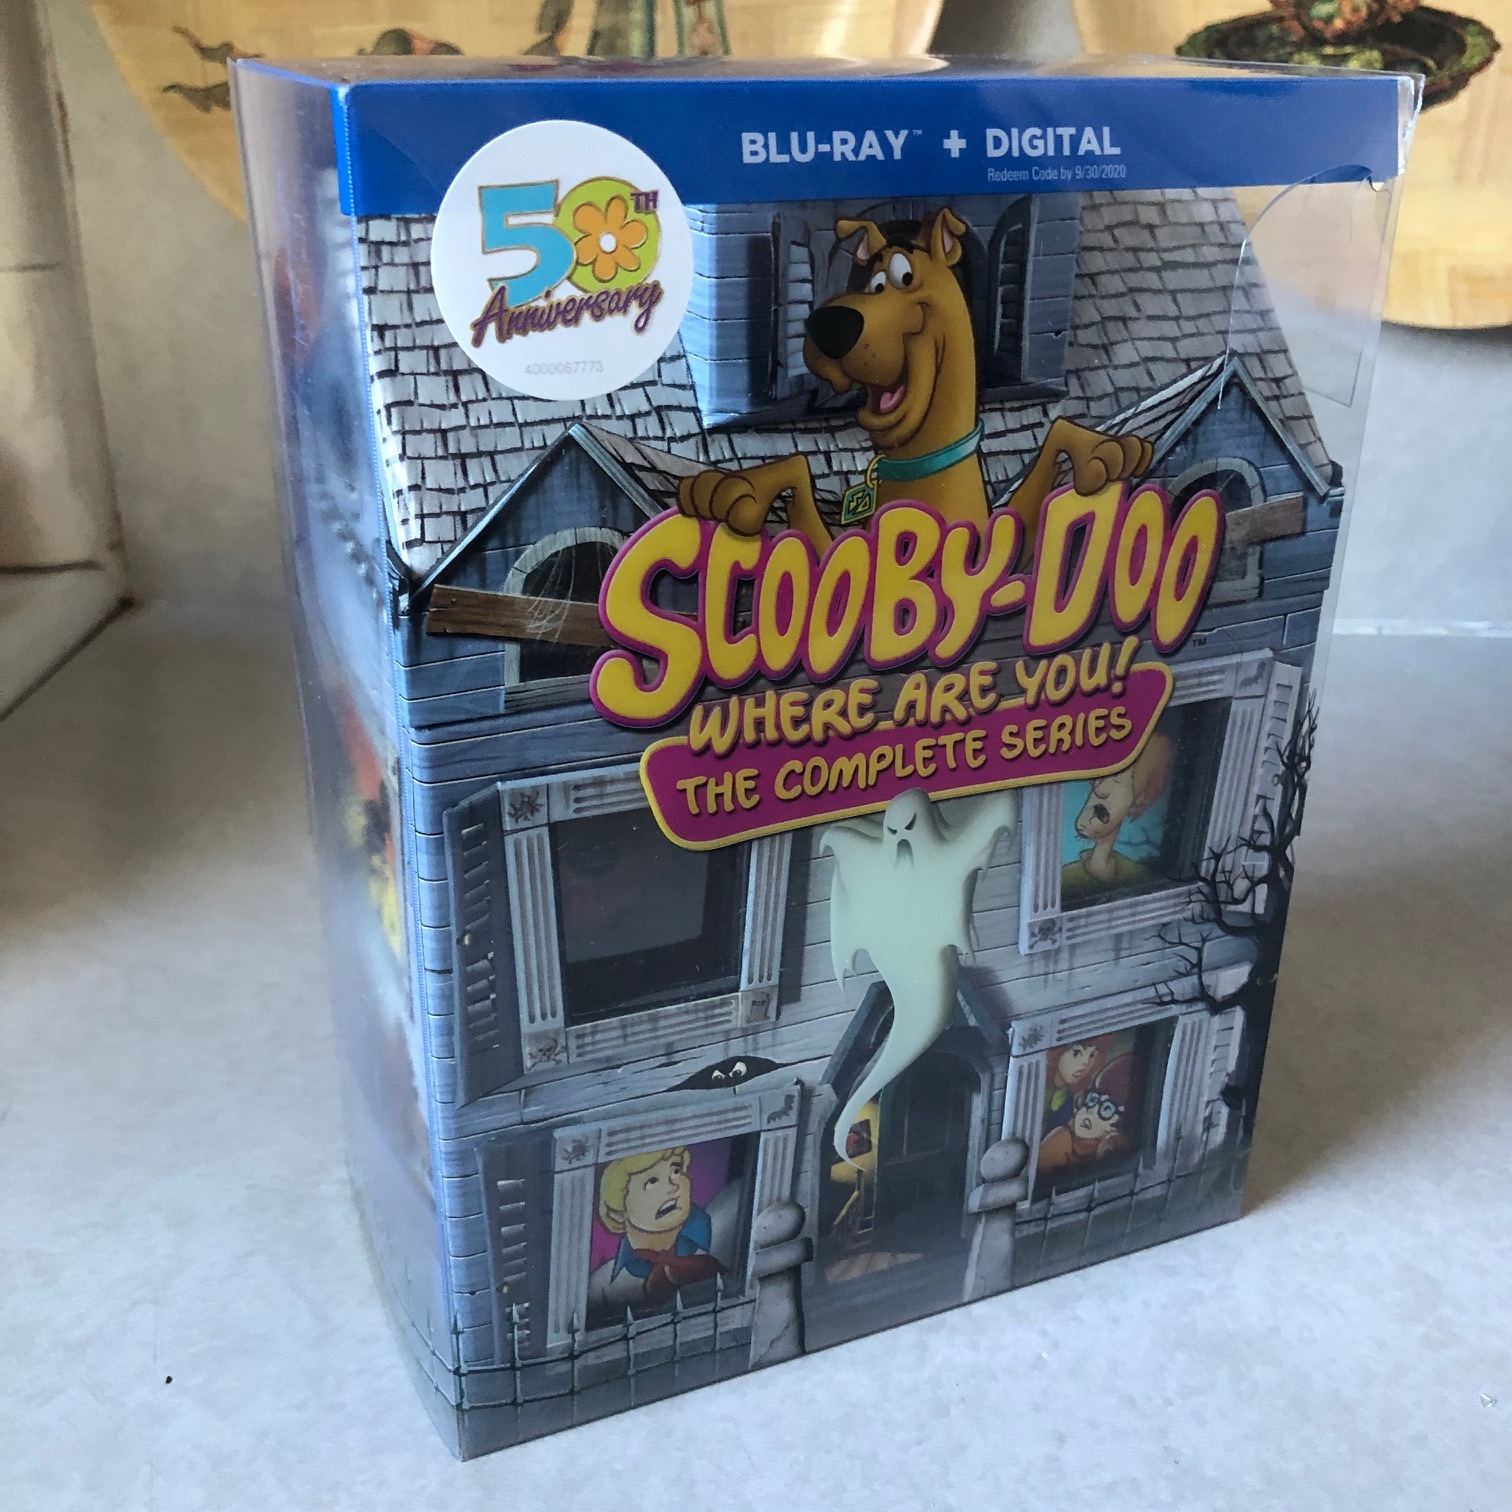 BLU-RAY™ + DIGITAL
Redeem Code by 9/30/2020
50TH
Anniversary
4000067773
SCOOBY-DOO™
WHERE ARE YOU!
THE COMPLETE SERIES